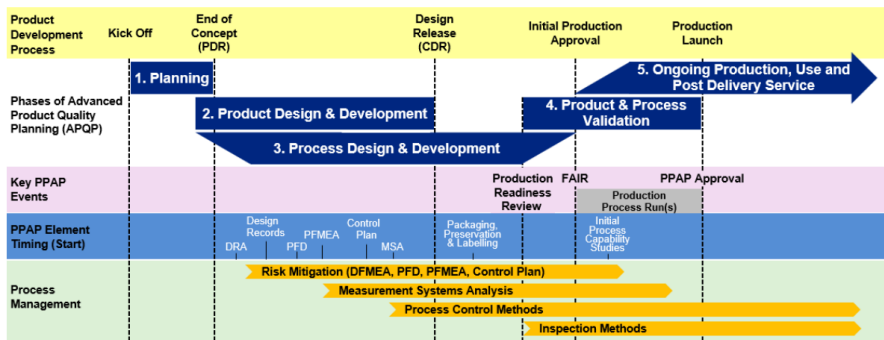 Product
Development
Process
Kick Off
End of
Concept
(PDR)
Design
Release
(CDR)
Initial Production
Approval
Production
Launch
Phases of Advanced
Product Quality
Planning (APQP)
1. Planning
2. Product Design & Development
3. Process Design & Development
4. Product & Process
Validation
5. Ongoing Production, Use and
Post Delivery Service
Key PPAP
Events
Production
Readiness
Review
FAIR
PPAP Approval
Production
Process Run(s)
PPAP Element
Timing (Start)
DRA
Design
Records
PFD
PFMEA
Control
Plan
MSA
Packaging,
Preservation
& Labelling
Initial
Process
Capability
Studies
Process
Management
Risk Mitigation (DFMEA, PFD, PFMEA, Control Plan)
Measurement Systems Analysis
Process Control Methods
Inspection Methods